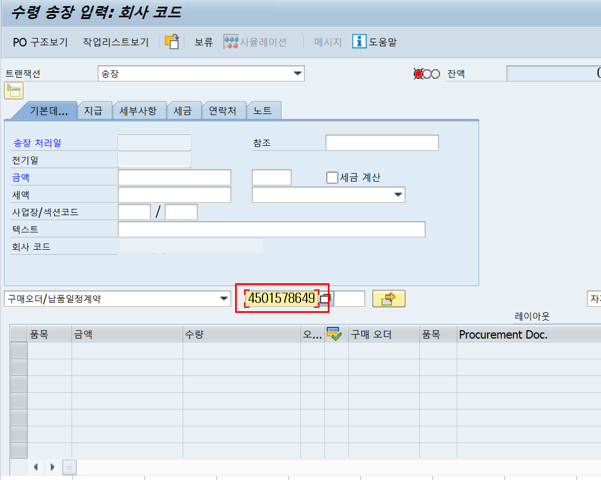 수령 송장 입력: 회사 코드
PO 구조보기 작업리스트보기 보류 시뮬레이션 메시지 도움말
트랜잭션 송장 잔액
기본데... 지급 세부사항 세금 연락처 노트
송장 처리일 참조
전기일
금액 세금 계산
세액
사업장/섹션코드 /
텍스트
회사 코드
구매오더/납품일정계약 4501578649
레이아웃
품목 금액 수량 오... 구매 오더 품목 Procurement Doc.